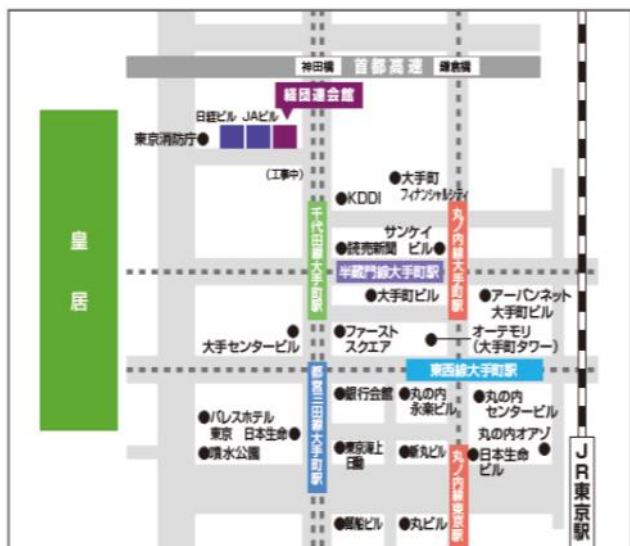 神田橋
首都高速
鎌倉橋
経団連会館
日経ビル
JAビル
東京消防庁
(工事中)
大手町
フィナンシャルシティ
KDDI
皇居
千代田線大手町駅
丸ノ内線大手町駅
サンケイ
ビル
読売新聞
半蔵門線大手町駅
大手町ビル
アーバンネット
大手町ビル
大手センタービル
ファースト
スクエア
オーテモリ
(大手町タワー)
東西線大手町駅
都営三田線大手町駅
銀行会館
丸の内
永楽ビル
丸の内
センタービル
パレスホテル
東京
日本生命
噴水公園
東京海上
日動
新丸ビル
丸の内オアゾ
日本生命
ビル
丸ノ内線東京駅
JR東京駅
郵船ビル
丸ビル